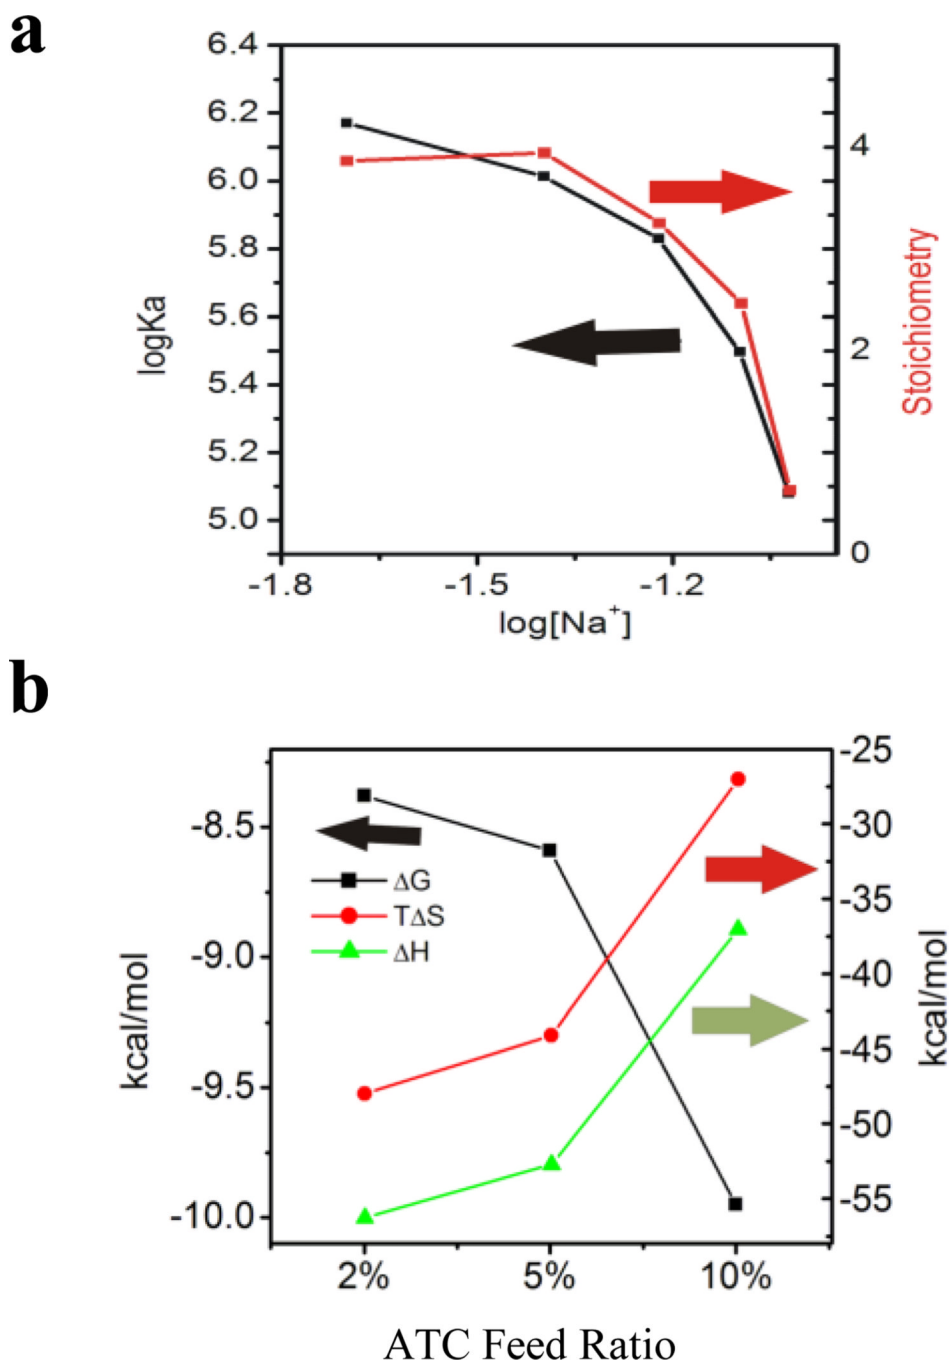 a
6.4
6.2
6.0
5.8
5.6
5.4
5.2
5.0
logKa
4
2
0
Stoichiometry
-1.8 -1.5 -1.2
log[Na⁺]
b
-8.5
-9.0
-9.5
-10.0
kcal/mol
ΔG
TΔS
ΔH
-25
-30
-35
-40
-45
-50
-55
kcal/mol
2% 5% 10%
ATC Feed Ratio